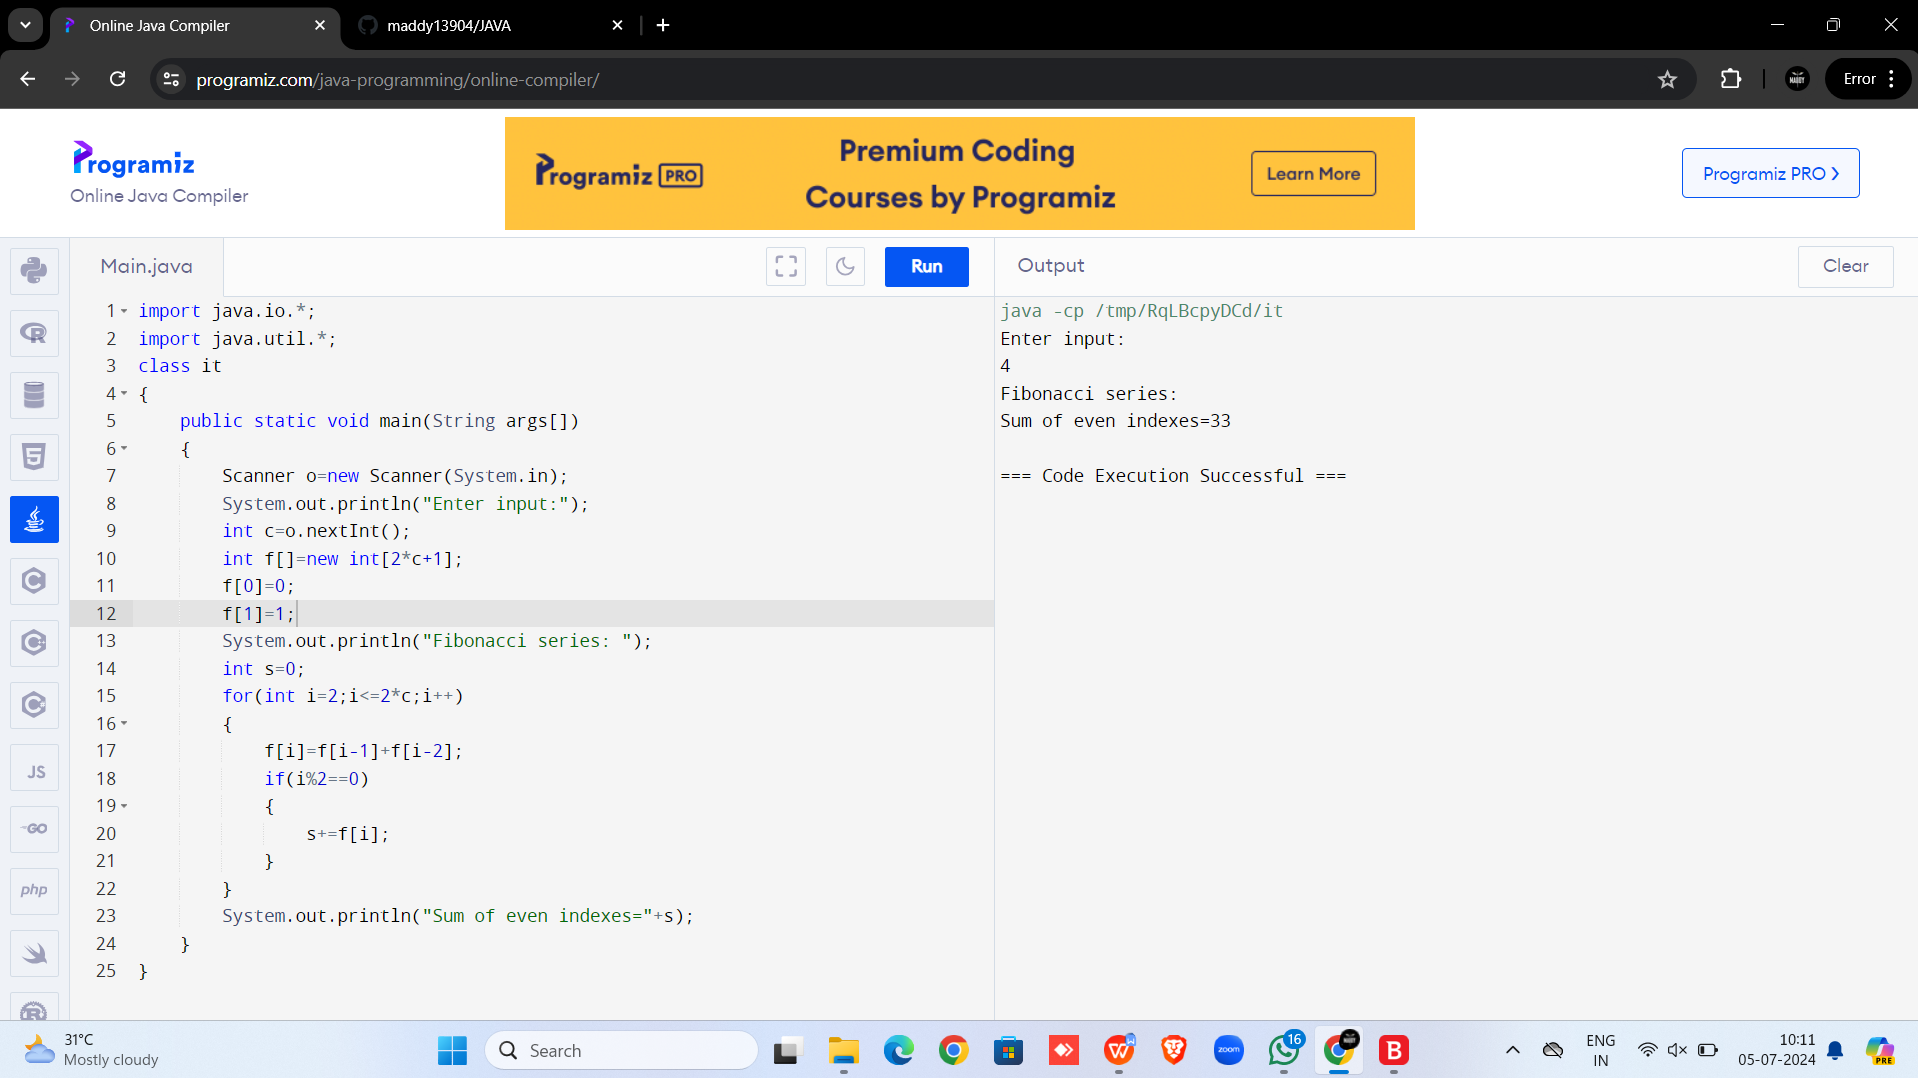 Online Java Compiler
maddy13904/JAVA
programiz.com/java-programming/online-compiler/
Error
Programiz
Online Java Compiler
Programiz PRO
Premium Coding
Courses by Programiz
Learn More
Programiz PRO
Main.java
Run
Output
Clear
1 import java.io.*;
2 import java.util.*;
3 class it
4 {
5 public static void main(String args[])
6 {
7 Scanner o=new Scanner(System.in);
8 System.out.println("Enter input:");
9 int c=o.nextInt();
10 int f[]=new int[2*c+1];
11 f[0]=0;
12 f[1]=1;
13 System.out.println("Fibonacci series: ");
14 int s=0;
15 for(int i=2;i<=2*c;i++)
16 {
17 f[i]=f[i-1]+f[i-2];
18 if(i%2==0)
19 {
20 s+=f[i];
21 }
22 }
23 System.out.println("Sum of even indexes="+s);
24 }
25 }
java -cp /tmp/RqLBcpyDCd/it
Enter input:
4
Fibonacci series:
Sum of even indexes=33
=== Code Execution Successful ===
R
5
C
C
C
JS
GO
php
R
31°C
Mostly cloudy
Search
zoom
16
B
ENG
IN
10:11
05-07-2024
PRE